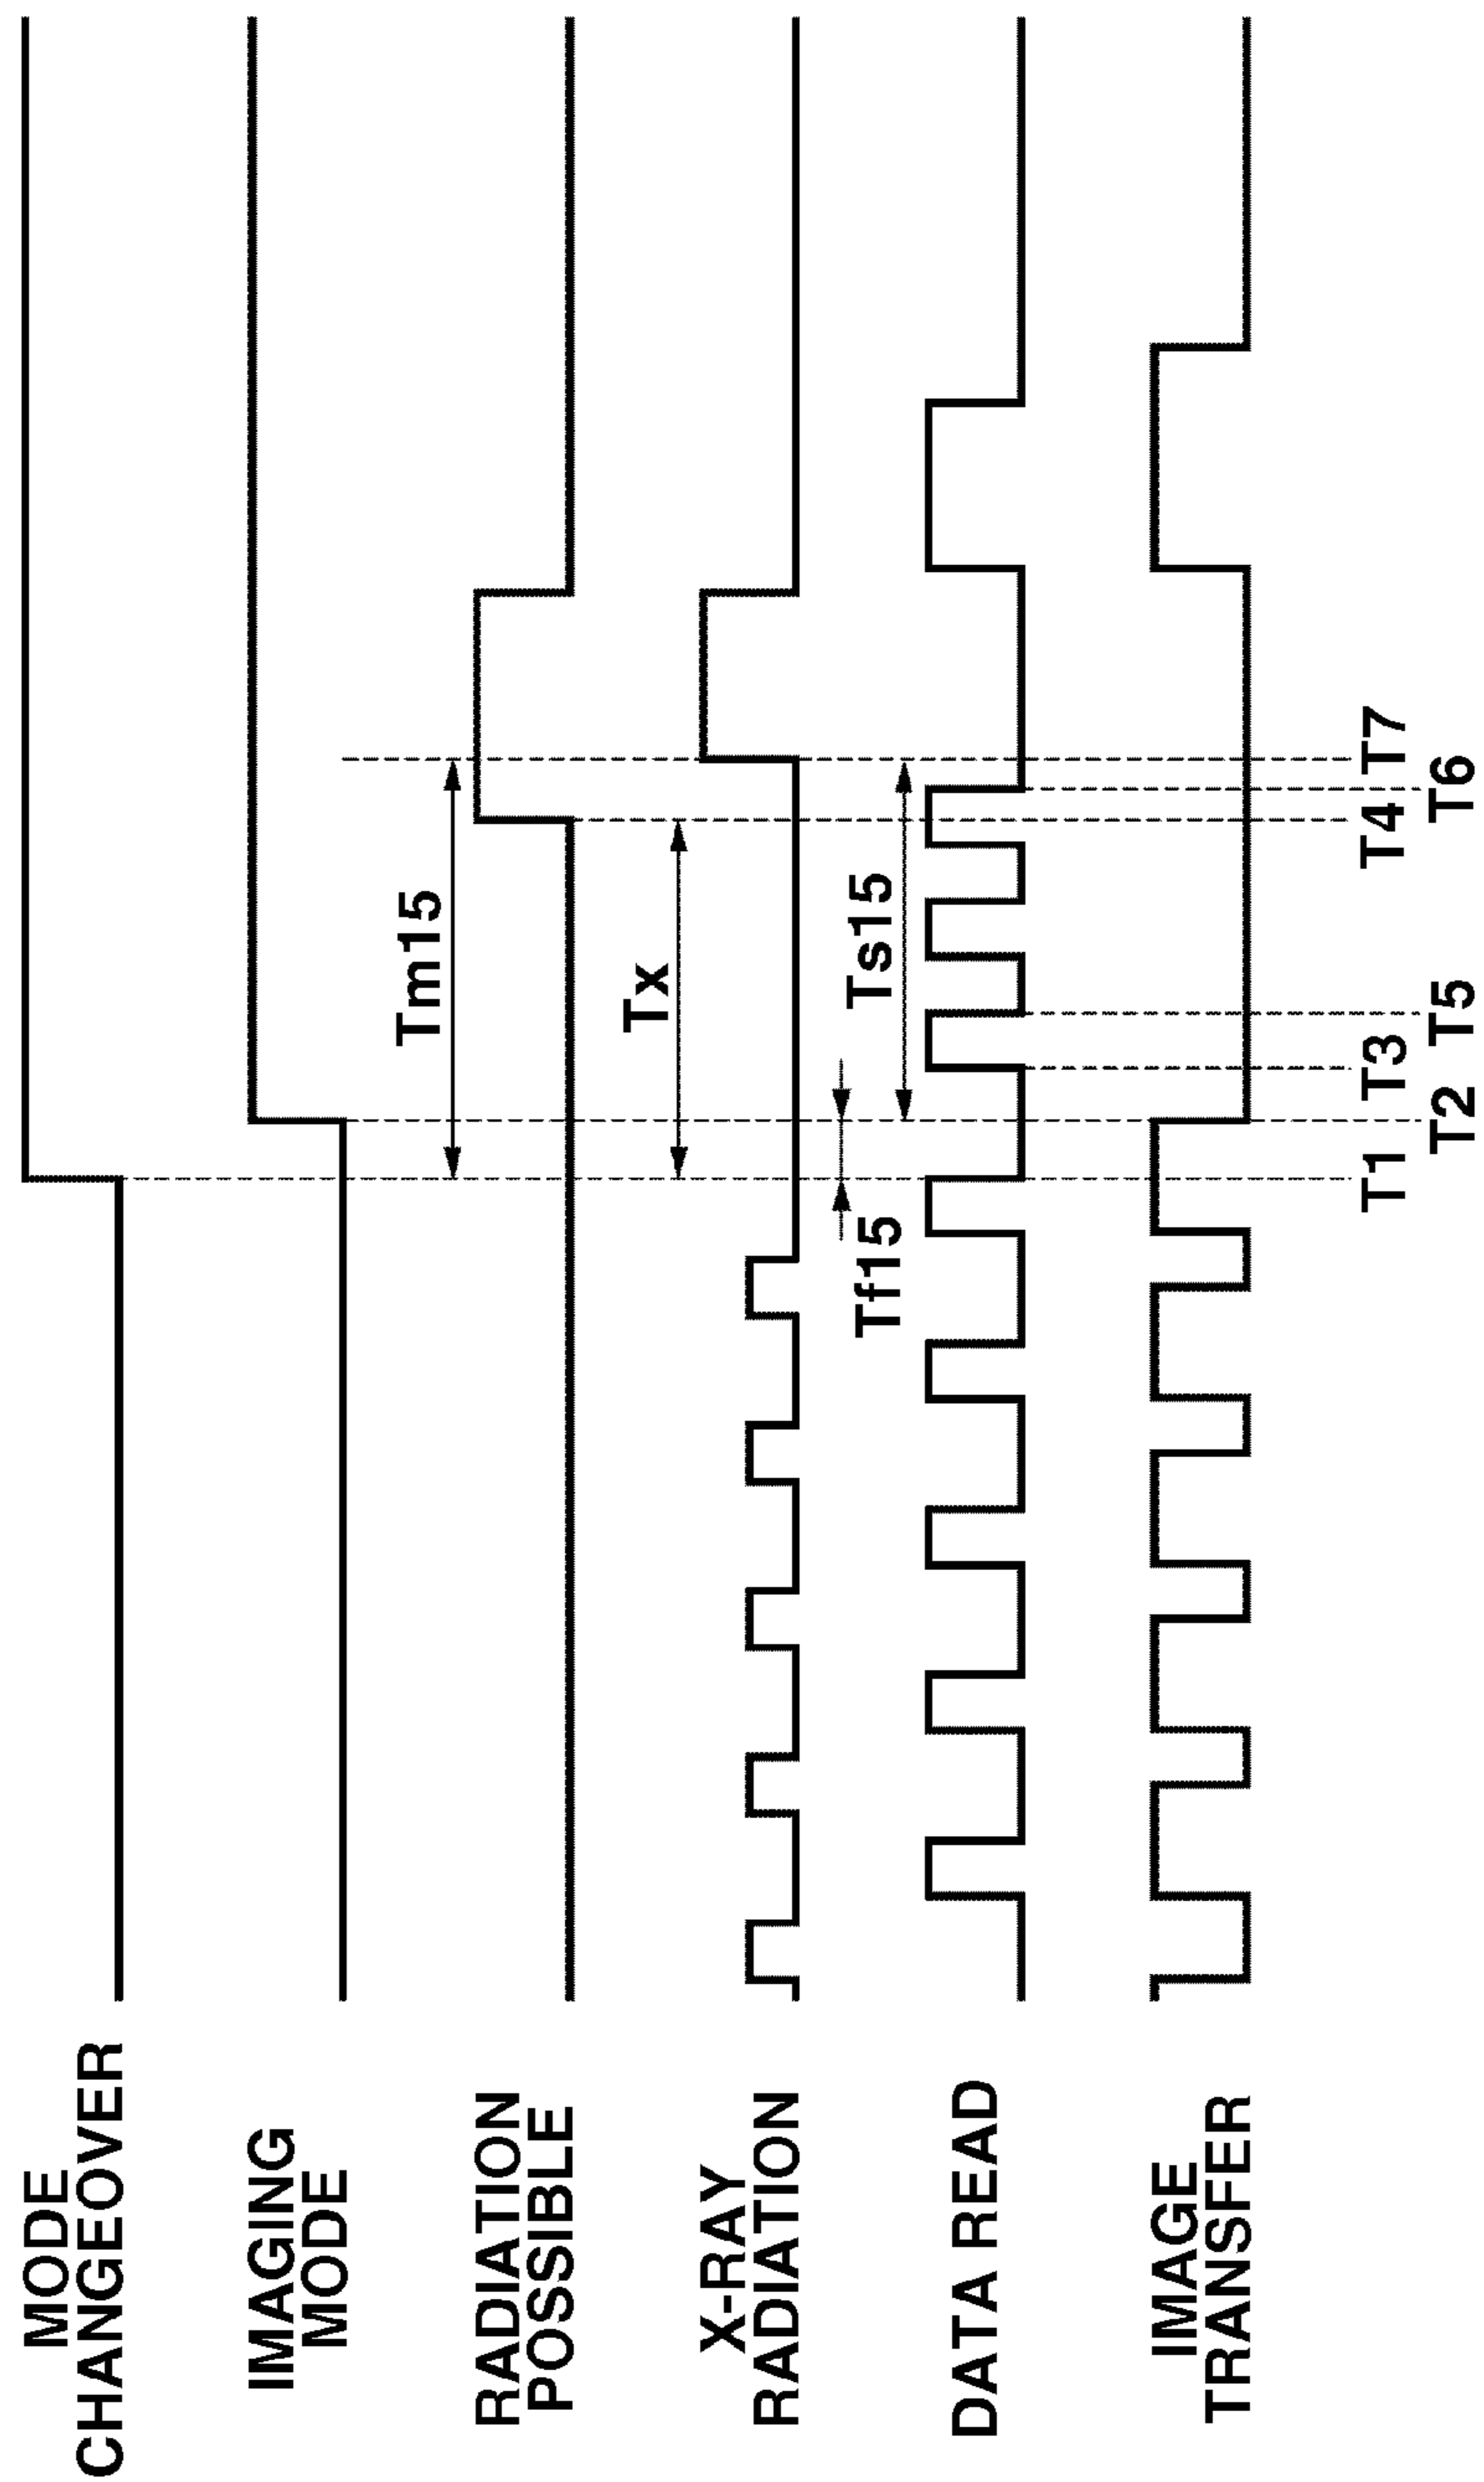 MODE
CHANGEOVER
IMAGING
MODE
RADIATION
POSSIBLE
X-RAY
RADIATION
DATA READ
IMAGE
TRANSFER
Tm15
Tx
Tf15
Ts15
T1 T3 T4 T7
T2 T5 T6